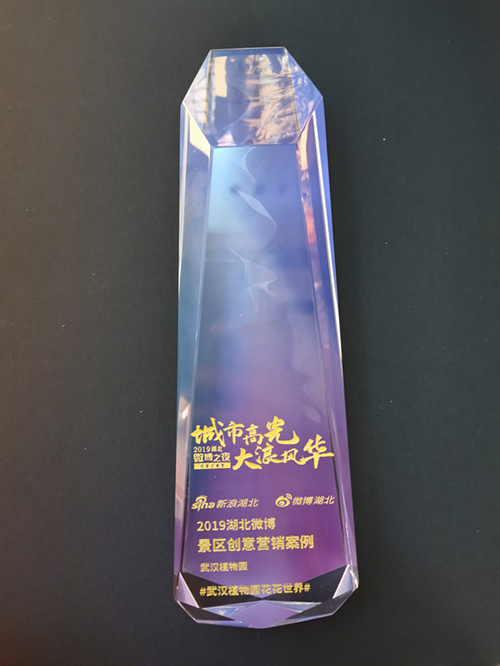 城市高光
2019湖北
微博之夜
大浪风华
sina 新浪湖北
微博湖北
2019湖北微博
景区创意营销案例
武汉植物园
#武汉植物园花花世界#